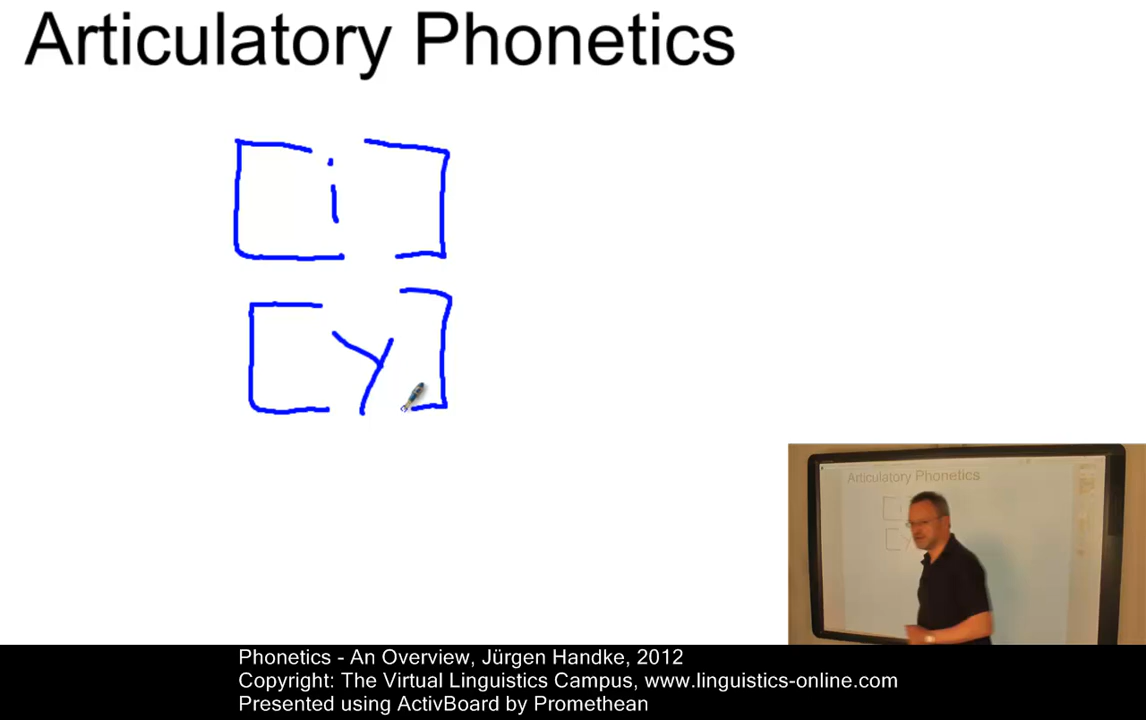 Articulatory Phonetics
[i]
[y]
Articulatory Phonetics
Phonetics - An Overview, Jürgen Handke, 2012
Copyright: The Virtual Linguistics Campus, www.linguistics-online.com
Presented using ActivBoard by Promethean